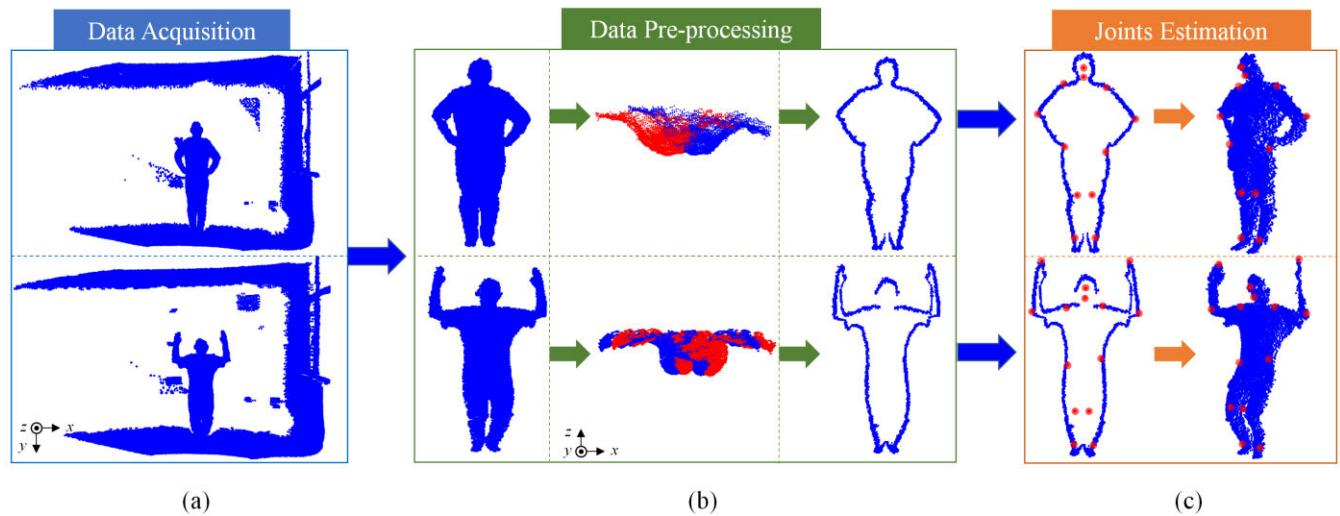 Data Acquisition
Data Pre-processing
Joints Estimation
z x
y
z
y x
(a)
(b)
(c)